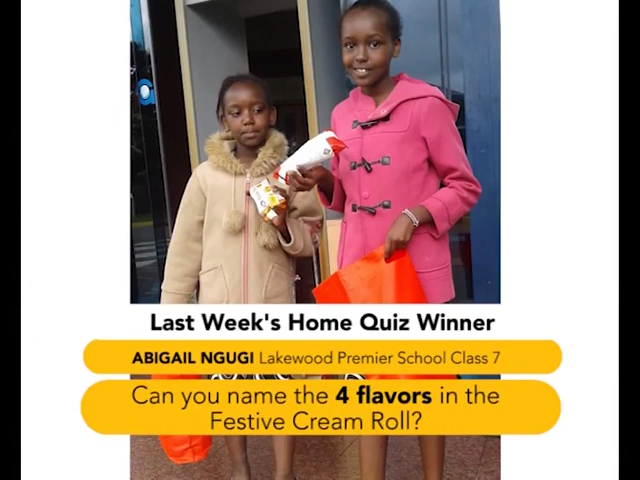 Last Week's Home Quiz Winner
ABIGAIL NGUGI Lakewood Premier School Class 7
Can you name the 4 flavors in the
Festive Cream Roll?